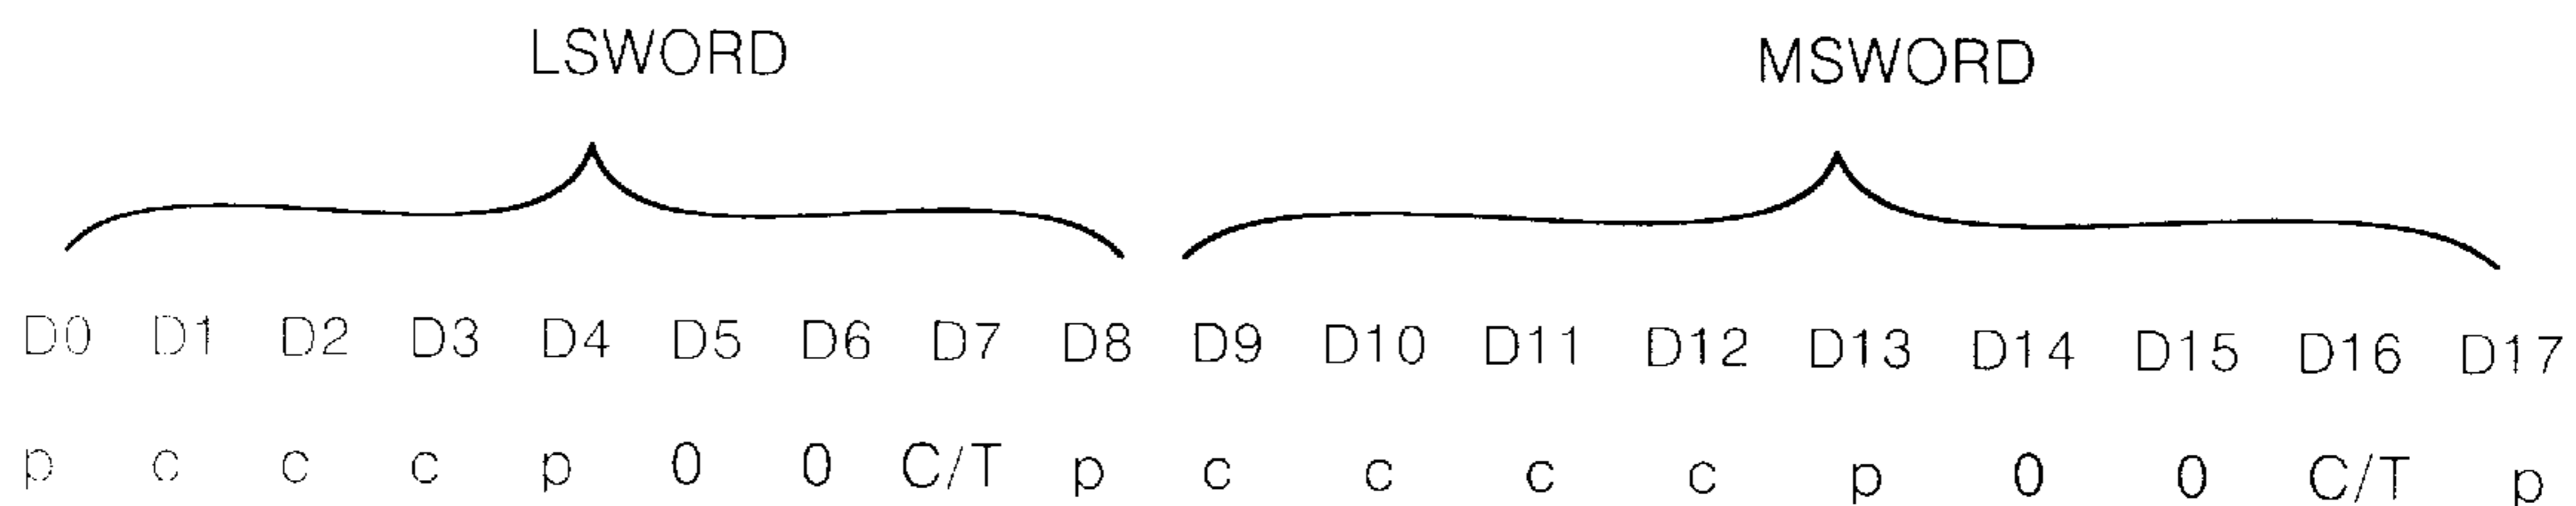 LSWORD MSWORD
D0 D1 D2 D3 D4 D5 D6 D7 D8 D9 D10 D11 D12 D13 D14 D15 D16 D17
p c c c p 0 0 C/T p c c c c p 0 0 C/T p